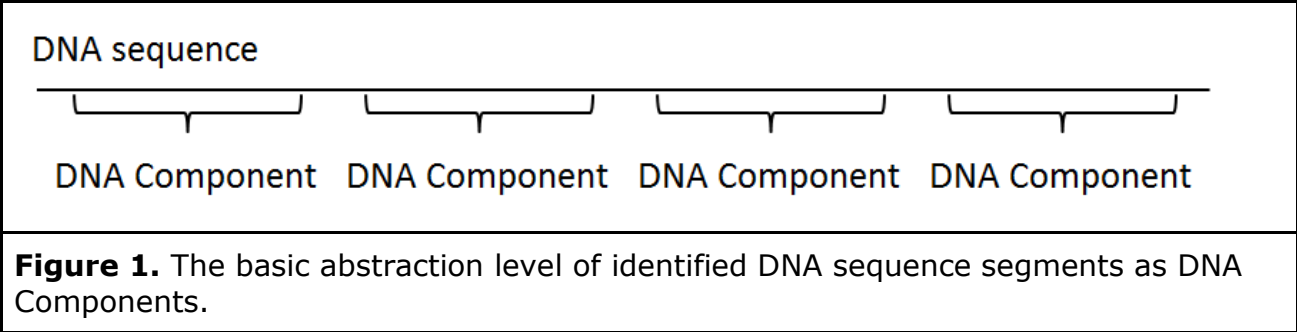 DNA sequence
DNA Component DNA Component DNA Component DNA Component
Figure 1. The basic abstraction level of identified DNA sequence segments as DNA
Components.